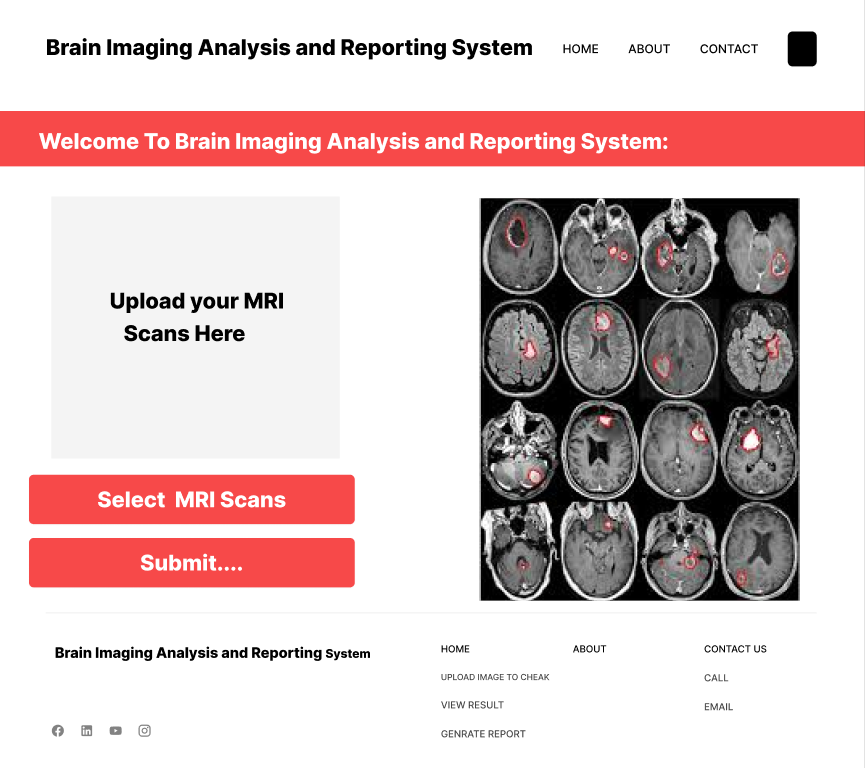 Brain Imaging Analysis and Reporting System
HOME ABOUT CONTACT
Welcome To Brain Imaging Analysis and Reporting System:
Upload your MRI
Scans Here
Select MRI Scans
Submit....
Brain Imaging Analysis and Reporting System
HOME ABOUT CONTACT US
UPLOAD IMAGE TO CHEAK CALL
VIEW RESULT EMAIL
GENRATE REPORT